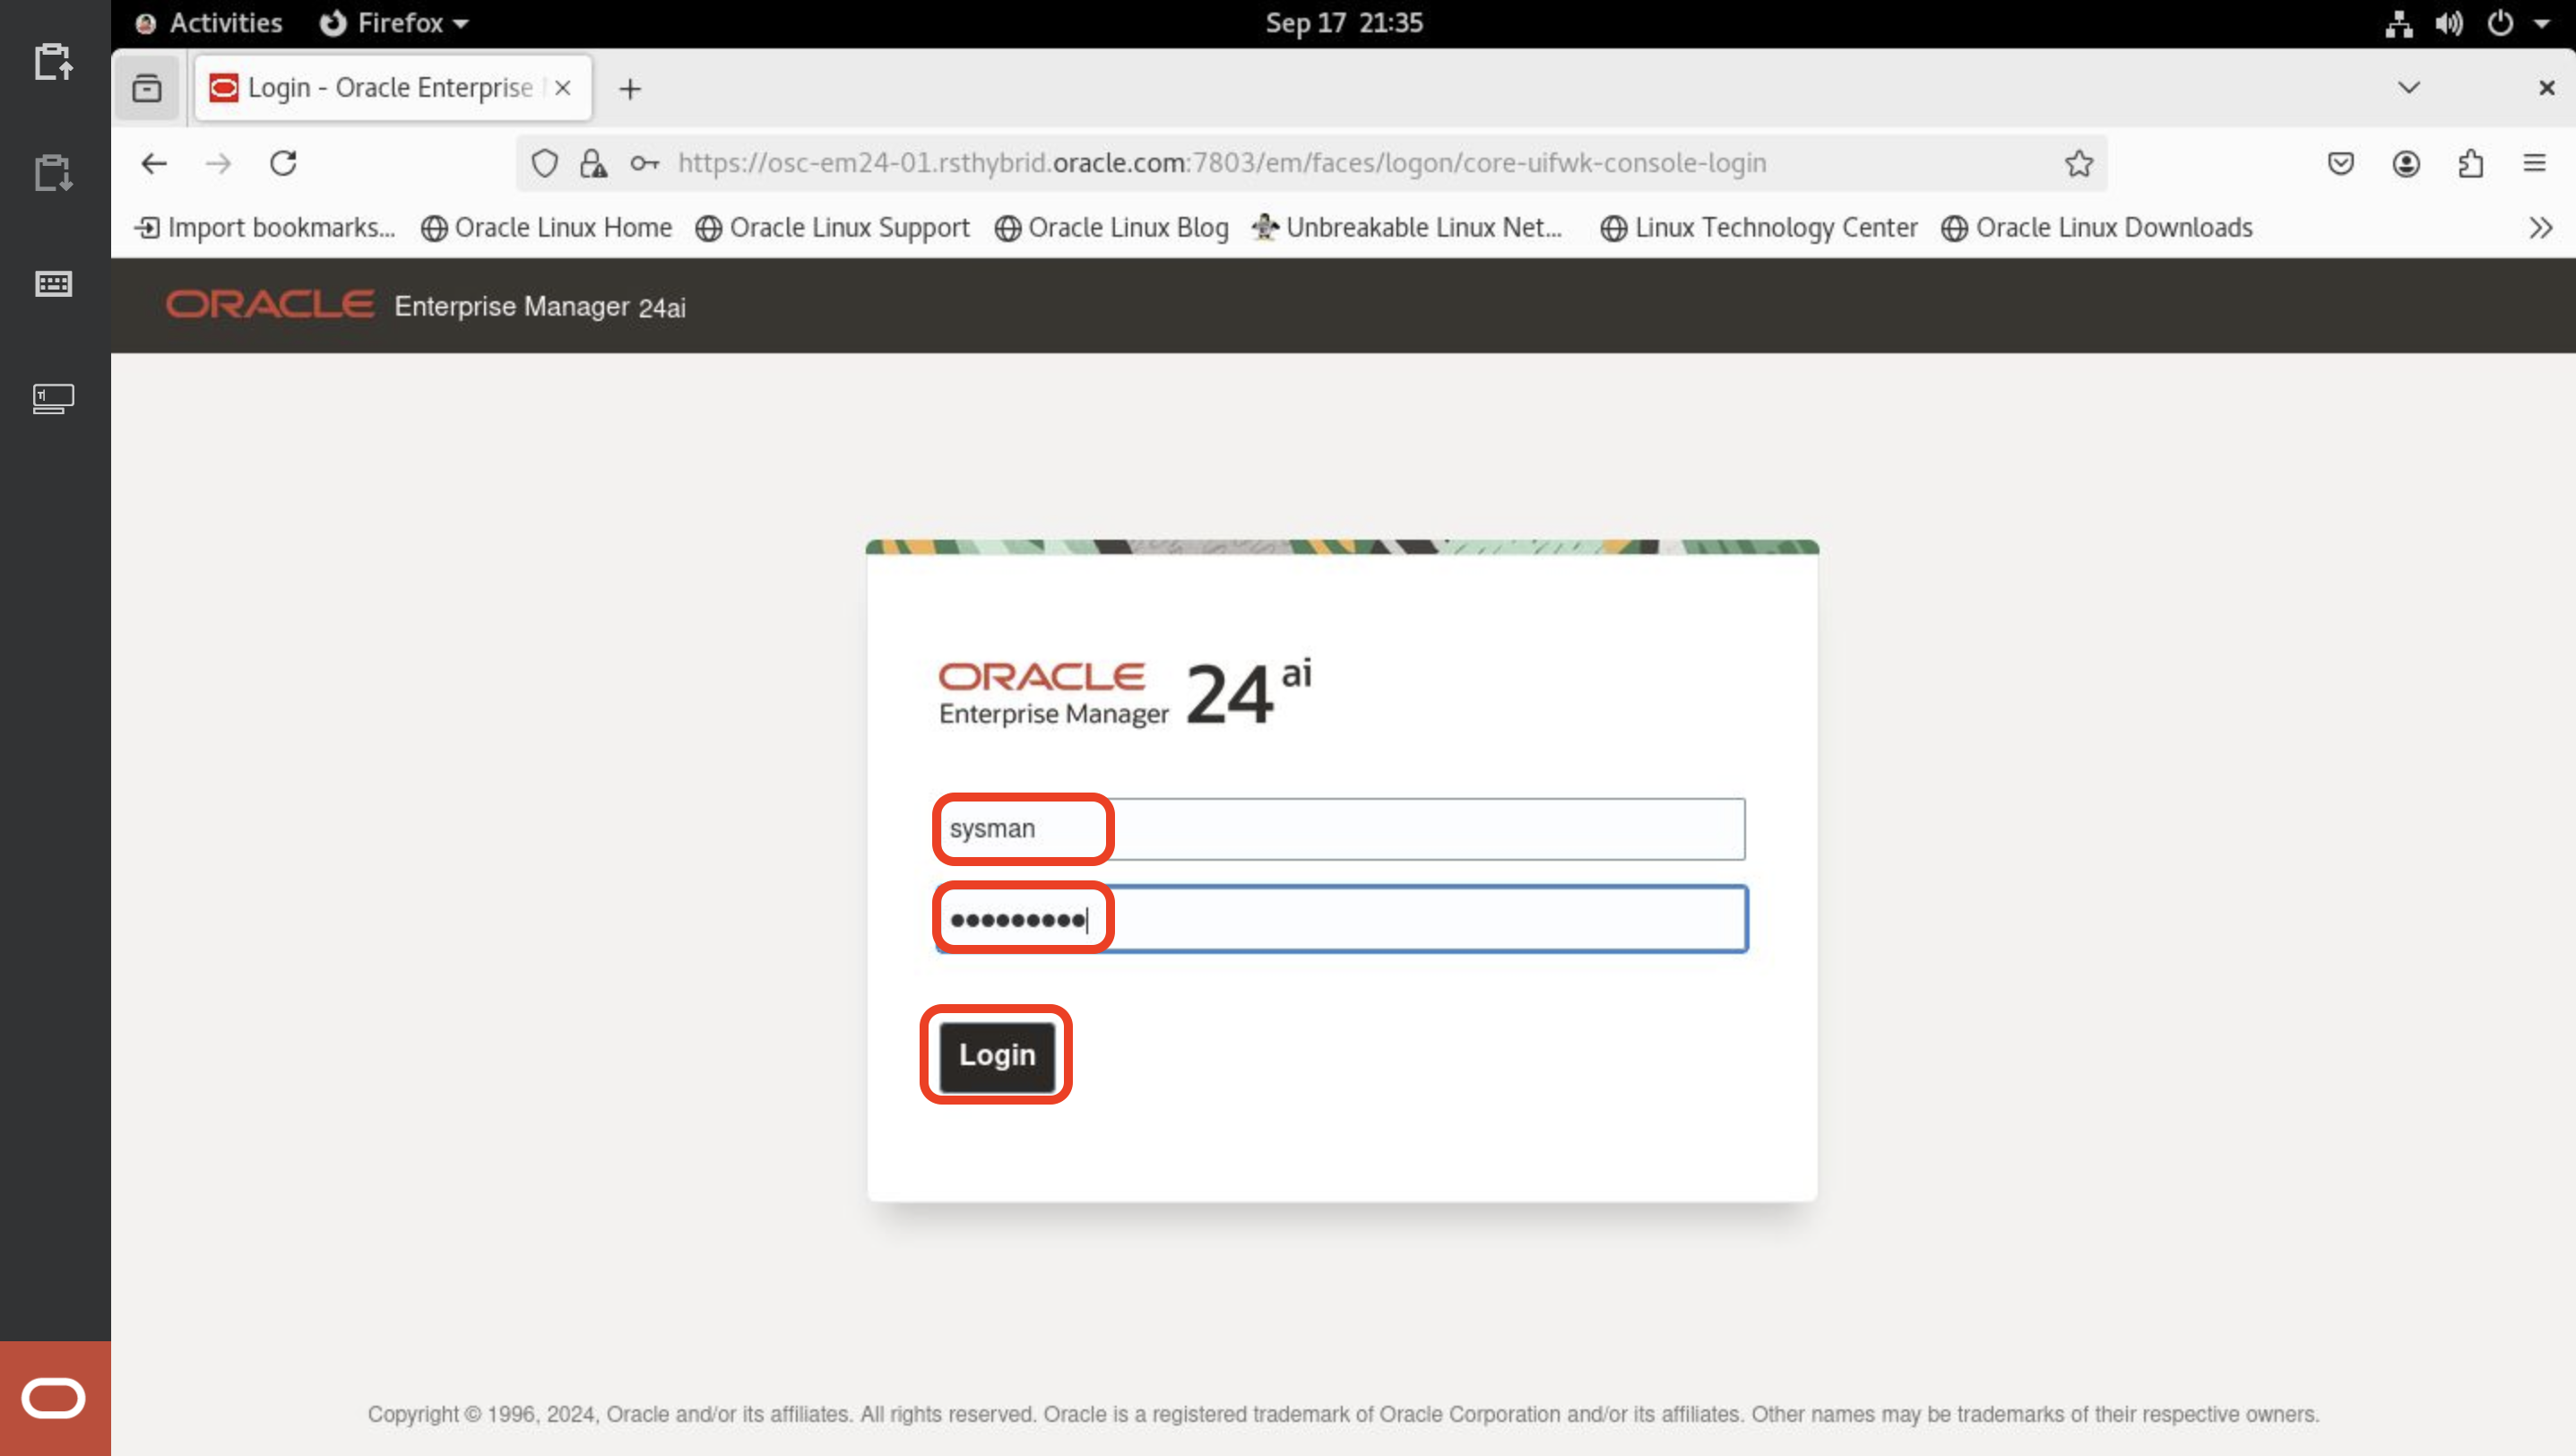 Activities Firefox Sep 17 21:35
Login - Oracle Enterprise
https://osc-em24-01.rsthybrid.oracle.com:7803/em/faces/logon/core-uifwk-console-login
Import bookmarks... Oracle Linux Home Oracle Linux Support Oracle Linux Blog Unbreakable Linux Net... Linux Technology Center Oracle Linux Downloads
ORACLE Enterprise Manager 24ai
ORACLE
Enterprise Manager 24 ai
sysman
Login
Copyright © 1996, 2024, Oracle and/or its affiliates. All rights reserved. Oracle is a registered trademark of Oracle Corporation and/or its affiliates. Other names may be trademarks of their respective owners.